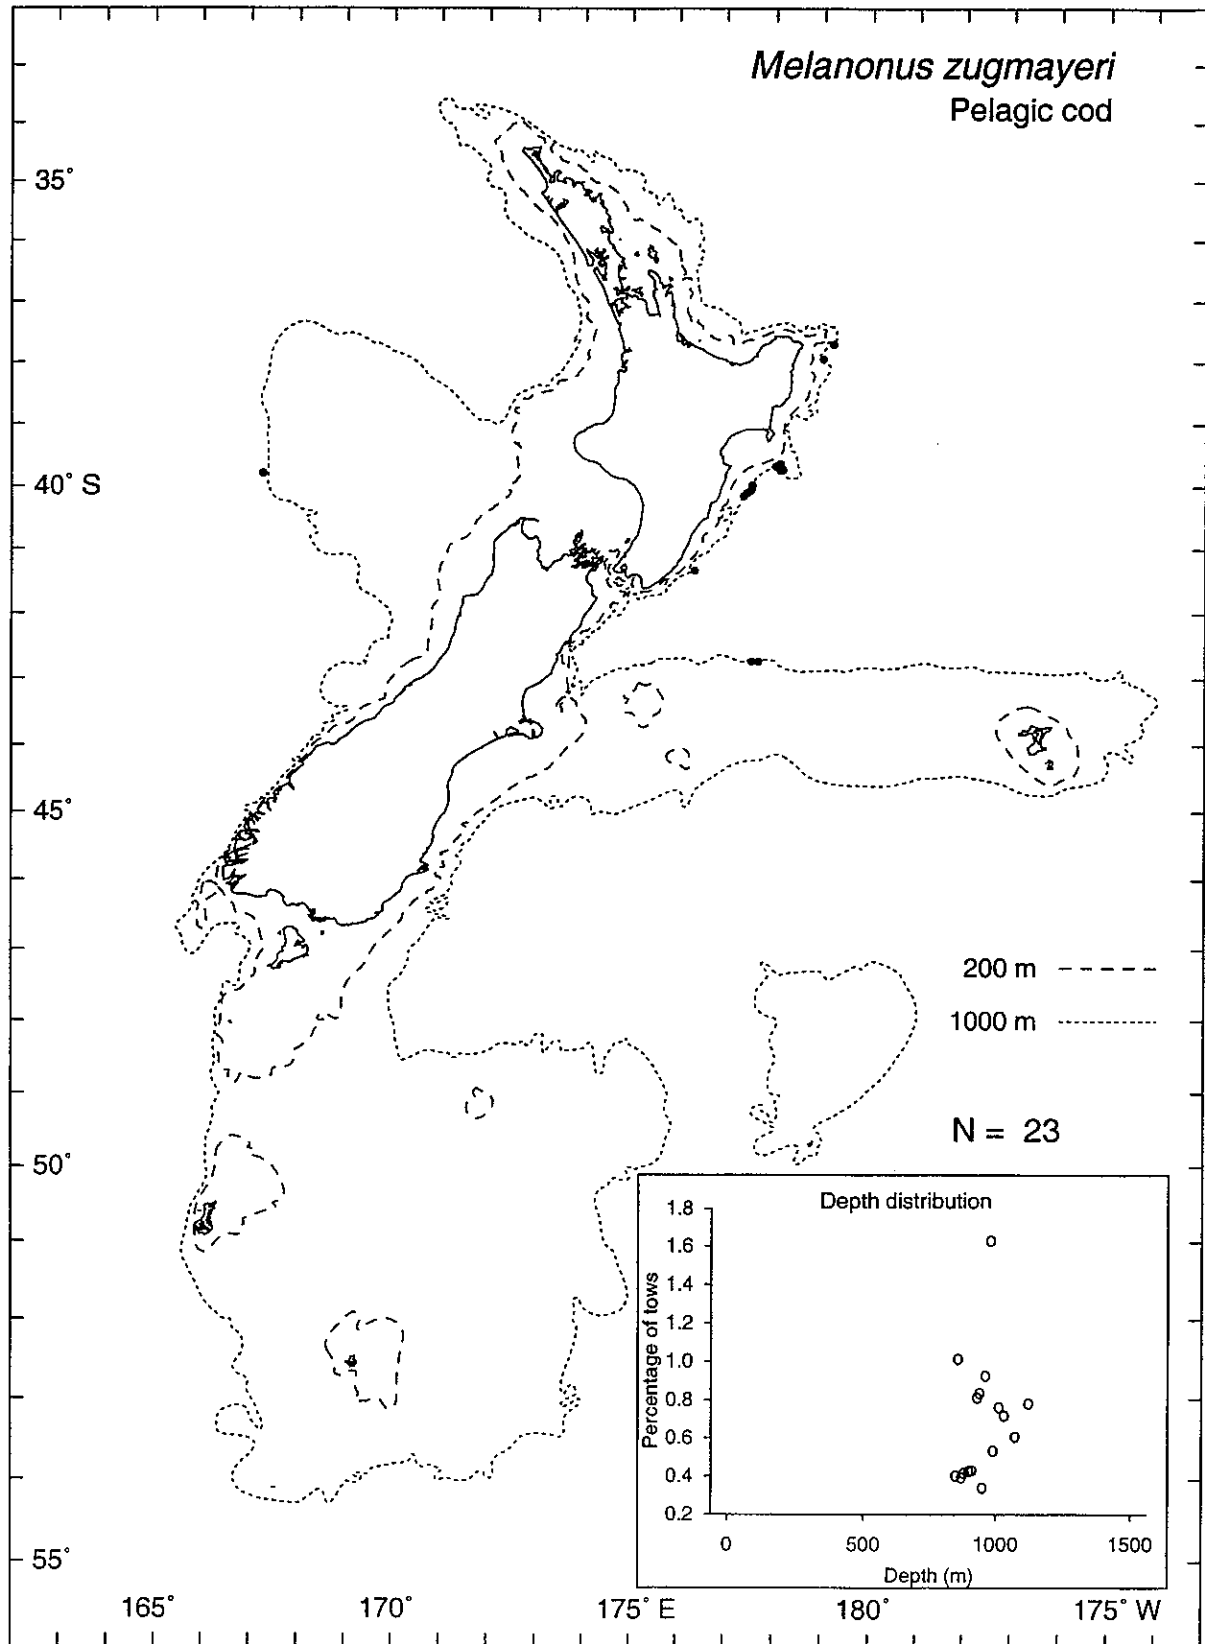 Melanonus zugmayeri
Pelagic cod
35°
40° S
45°
50°
55°
200 m
1000 m
N = 23
Depth distribution
Percentage of tows
1.8
1.6
1.4
1.2
1.0
0.8
0.6
0.4
0.2
0
500
1000
1500
Depth (m)
165°
170°
175° E
180°
175° W